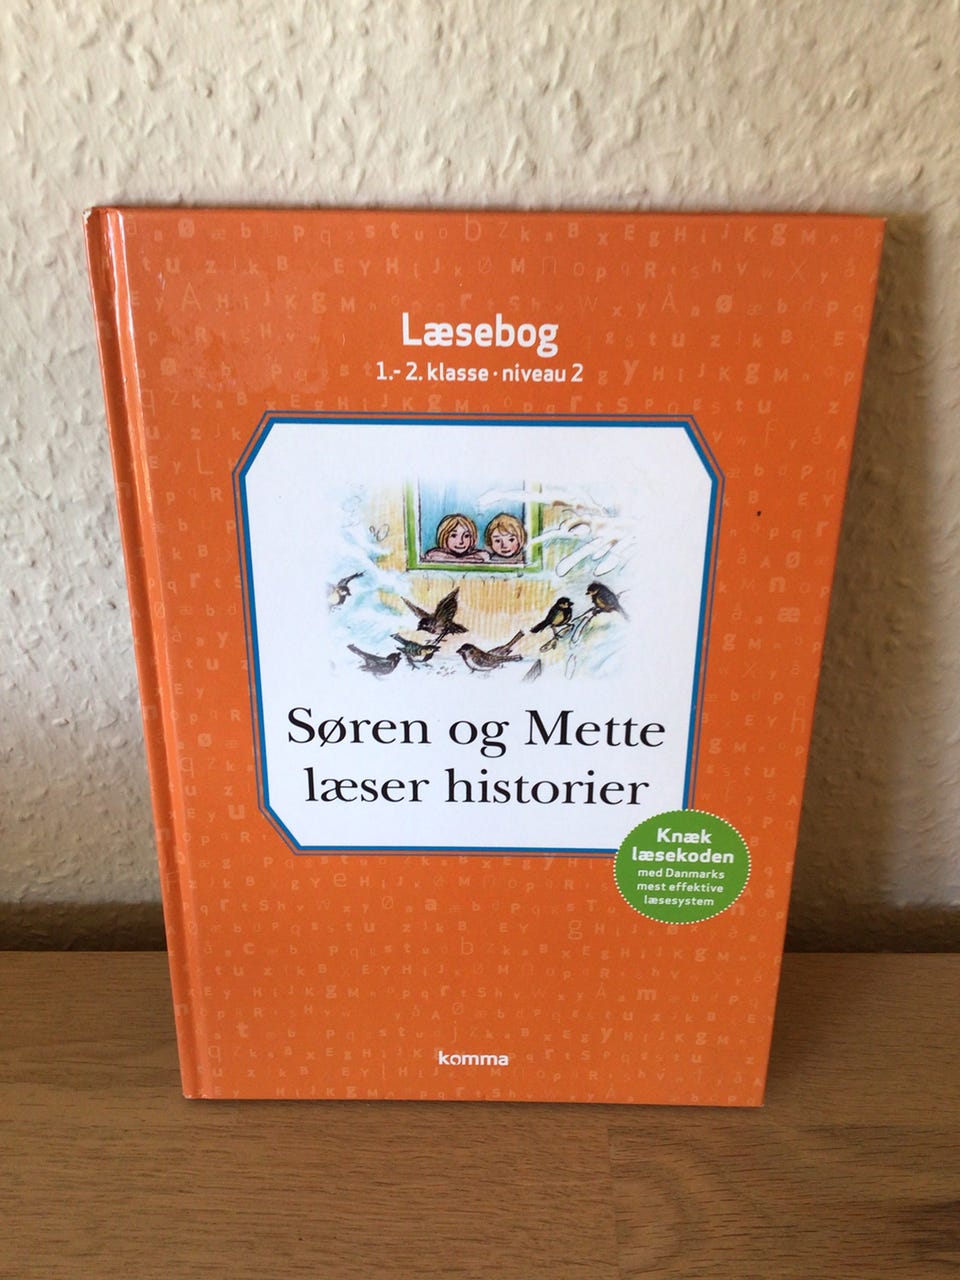 Læsebog
1.- 2. klasse · niveau 2
Søren og Mette
læser historier
Knæk
læsekoden
med Danmarks
mest effektive
læsesystem
komma